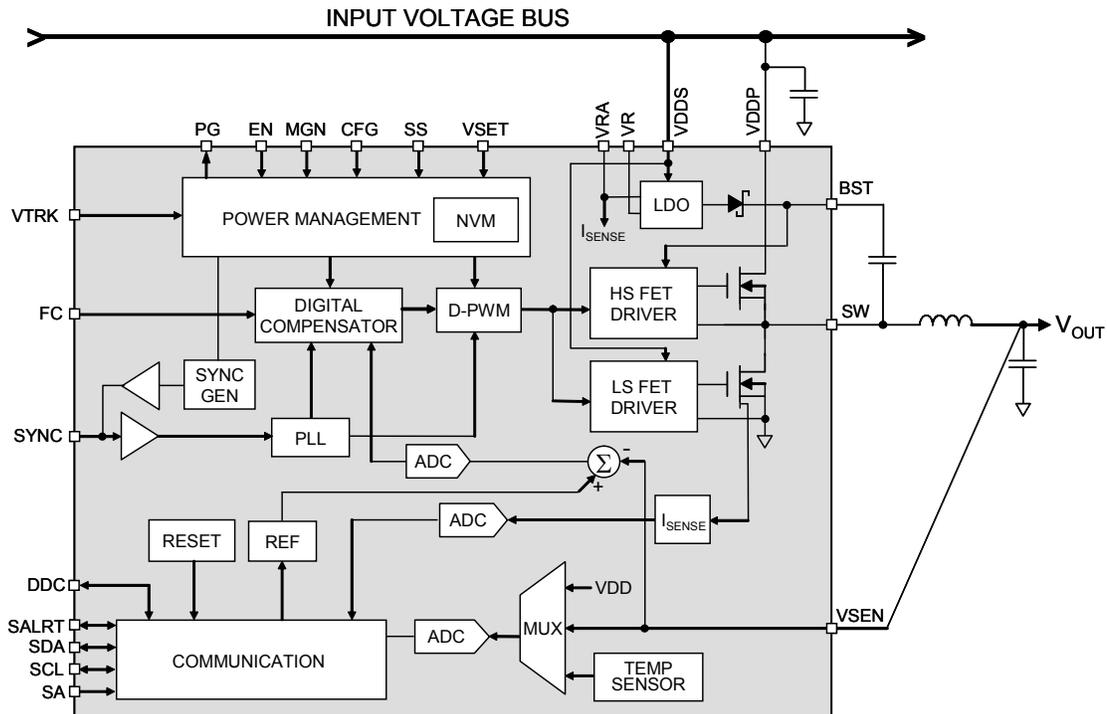 INPUT VOLTAGE BUS
PG
EN
MGN
CFG
SS
VSET
VRA
VR
VDDS
VDDP
VTRK
POWER MANAGEMENT
NVM
LDO
BST
ISENSE
FC
DIGITAL
COMPENSATOR
D-PWM
HS FET
DRIVER
SW
VOUT
SYNC
GEN
LS FET
DRIVER
SYNC
PLL
ADC
Σ
-
+
ADC
ISENSE
RESET
REF
DDC
VDD
SALRT
SDA
SCL
SA
COMMUNICATION
ADC
MUX
VSEN
TEMP
SENSOR